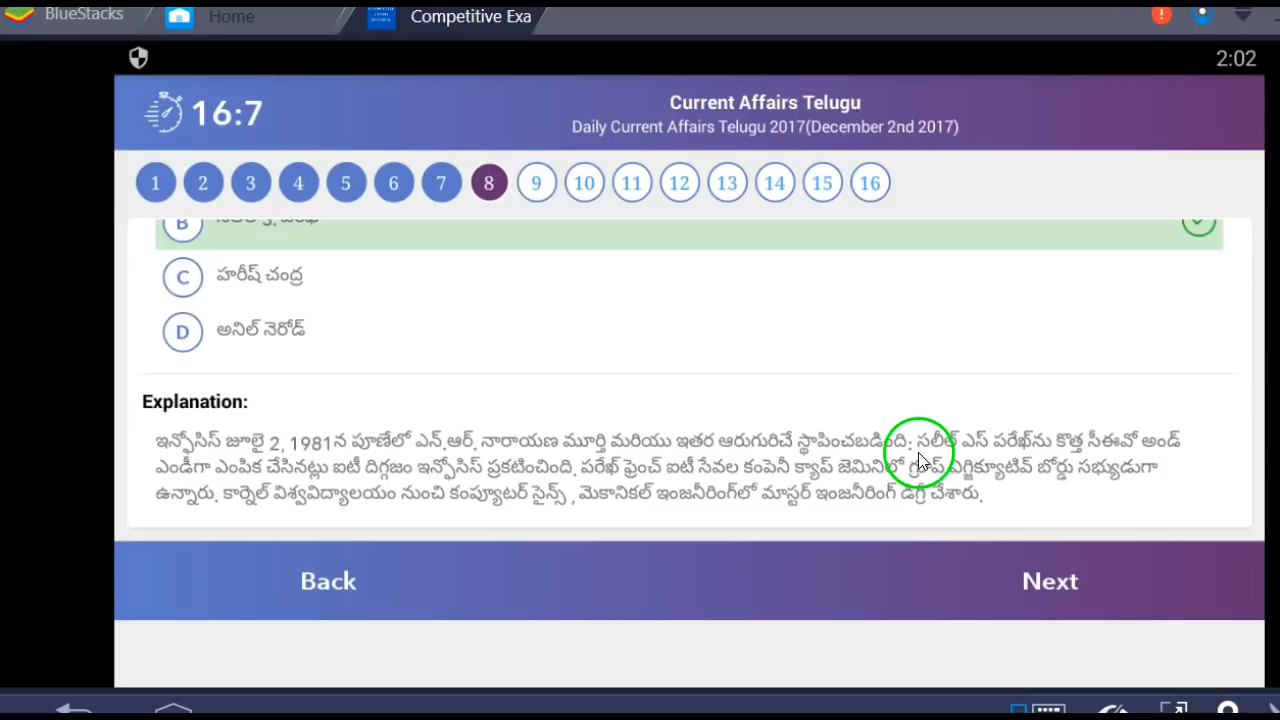 BlueStacks
Home
Competitive Exa
2:02
16:7
Current Affairs Telugu
Daily Current Affairs Telugu 2017(December 2nd 2017)
1 2 3 4 5 6 7 8 9 10 11 12 13 14 15 16
B
C హరీష్ చంద్ర
D అనిల్ నెరోడ్
Explanation:
ఇన్ఫోసిస్ జూలై 2, 1981న పూణేలో ఎన్.ఆర్. నారాయణ మూర్తి మరియు ఇతర ఆరుగురిచే స్థాపించబడింది: సలీల్ ఎస్ పరేఖ్‌ను కొత్త సీఈవో అండ్
ఎండీగా ఎంపిక చేసినట్లు ఐటీ దిగ్గజం ఇన్ఫోసిస్ ప్రకటించింది. పరేఖ్ ఫ్రెంచ్ ఐటీ సేవల కంపెనీ క్యాప్ జెమినిలో గ్రూప్ ఎగ్జిక్యూటివ్ బోర్డు సభ్యుడుగా
ఉన్నారు. కార్నెల్ విశ్వవిద్యాలయం నుంచి కంప్యూటర్ సైన్స్ , మెకానికల్ ఇంజనీరింగ్‌లో మాస్టర్ ఇంజనీరింగ్ డిగ్రీ చేశారు.
Back
Next